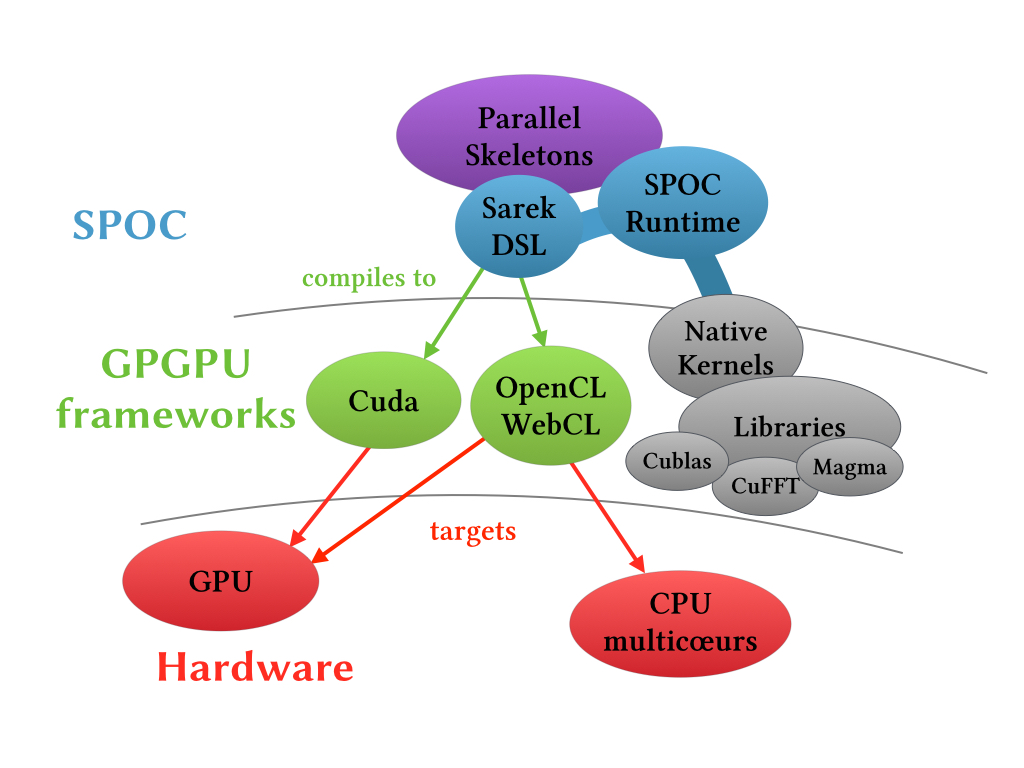 Parallel
Skeletons
SPOC
Runtime
Sarek
DSL
SPOC
compiles to
Native
Kernels
GPGPU
frameworks
Cuda
OpenCL
WebCL
Libraries
Cublas
CuFFT
Magma
targets
GPU
CPU
multicœurs
Hardware